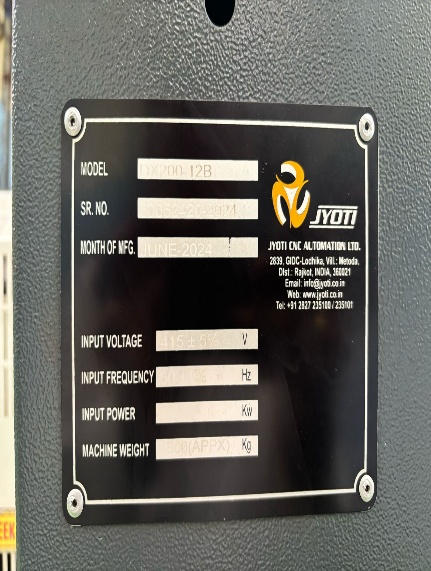 MODEL DX200-12B
SR. NO.
MONTH OF MFG. JUNE-2024
JYOTI
JYOTI CNC AUTOMATION LTD.
2839, GIDC-Lodhika, Vill.: Metoda,
Dist.: Rajkot, INDIA, 360021
Email: info@jyoti.co.in
Web: www.jyoti.co.in
Tel: +91 2827 235100 / 235101
INPUT VOLTAGE V
INPUT FREQUENCY Hz
INPUT POWER Kw
MACHINE WEIGHT Kg